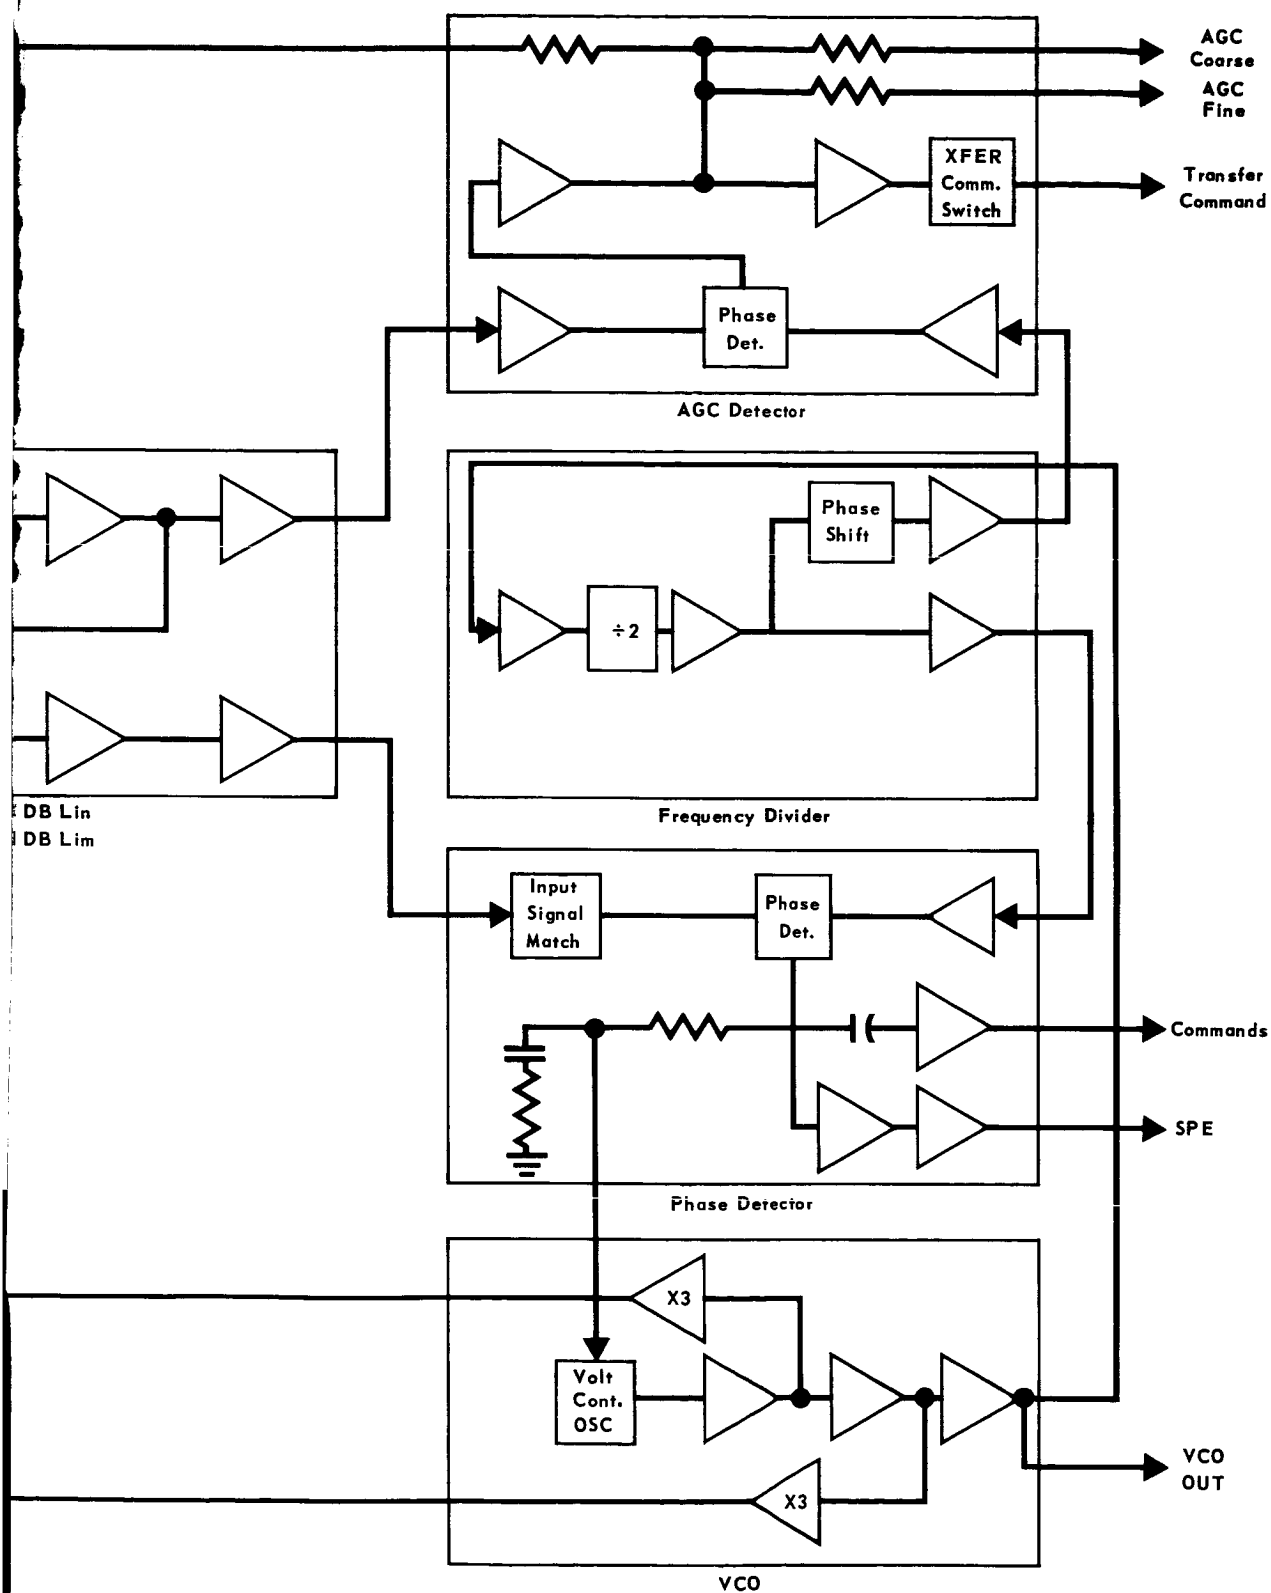 AGC
Coarse
AGC
Fine
XFER
Comm.
Switch
Transfer
Command
Phase
Det.
AGC Detector
Phase
Shift
÷2
DB Lin
DB Lim
Frequency Divider
Input
Signal
Match
Phase
Det.
Commands
SPE
Phase Detector
X3
Volt
Cont.
OSC
X3
VCO
OUT
VCO